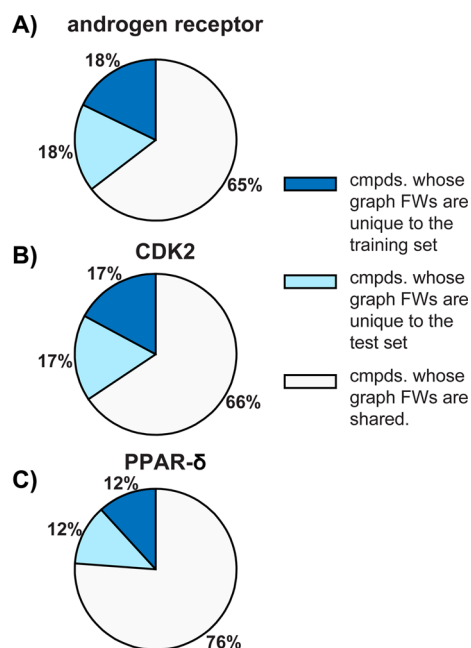 A) androgen receptor
18%
18%
65%
cmpds. whose
graph FWs are
unique to the
training set
B) CDK2
17%
17%
66%
cmpds. whose
graph FWs are
unique to the
test set
cmpds. whose
graph FWs are
shared.
C) PPAR-δ
12%
12%
76%